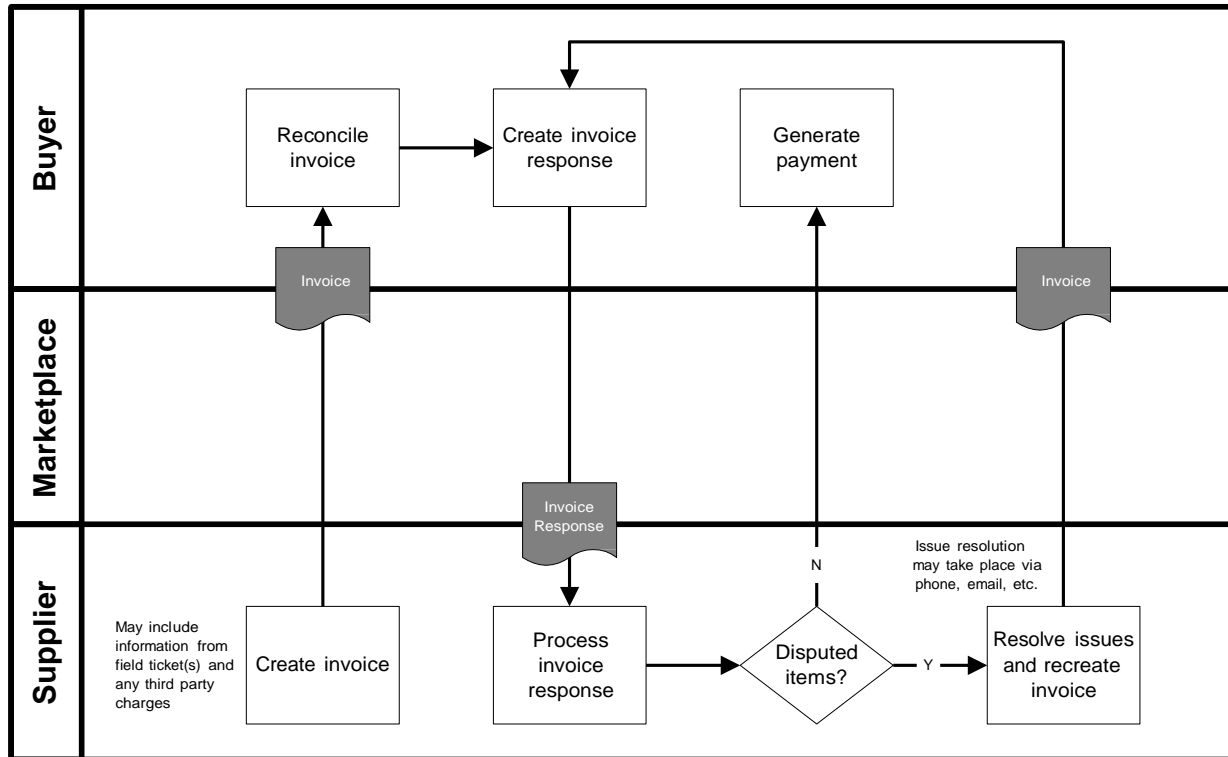 Buyer
Reconcile
invoice
Create invoice
response
Generate
payment
Invoice
Invoice
Marketplace
Invoice
Response
Supplier
May include
information from
field ticket(s) and
any third party
charges
Create invoice
Process
invoice
response
Disputed
items?
N
Y
Issue resolution
may take place via
phone, email, etc.
Resolve issues
and recreate
invoice